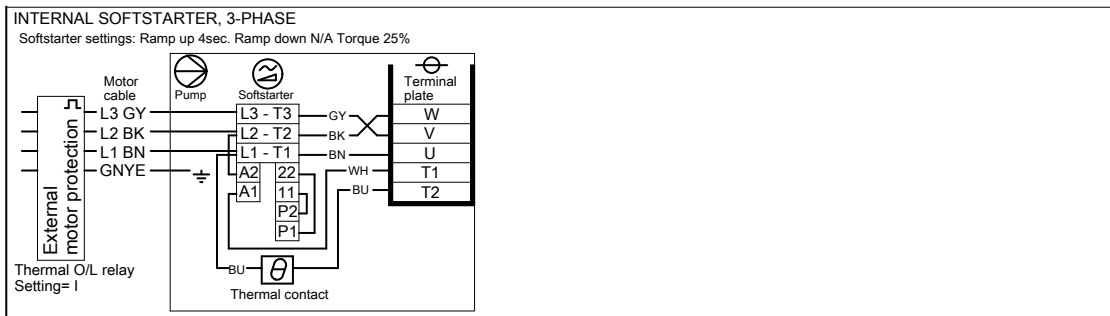 INTERNAL SOFTSTARTER, 3-PHASE
Softstarter settings: Ramp up 4sec. Ramp down N/A Torque 25%
Motor
cable
Pump
Softstarter
Terminal
plate
External
motor protection
L3 GY
L3 - T3
GY
W
L2 BK
L2 - T2
BK
V
L1 BN
L1 - T1
BN
U
GNYE
A2
22
WH
T1
A1
11
BU
T2
P2
P1
BU
θ
Thermal contact
Thermal O/L relay
Setting= I